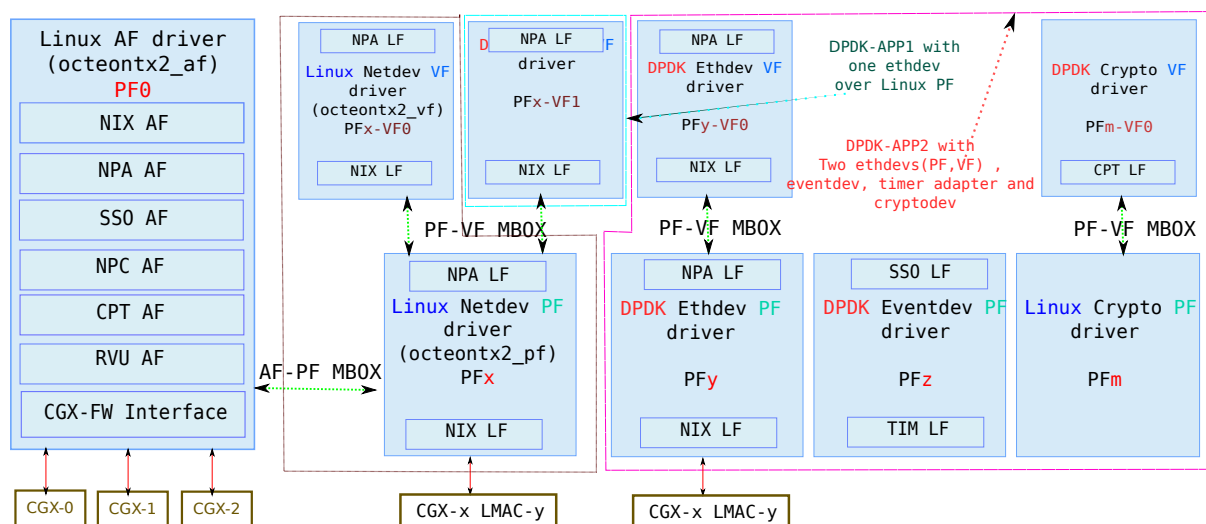 Linux AF driver
(octeontx2_af)
PF0
NIX AF
NPA AF
SSO AF
NPC AF
CPT AF
RVU AF
CGX-FW Interface
CGX-0
CGX-1
CGX-2
AF-PF MBOX
NPA LF
Linux Netdev VF
driver
(octeontx2_vf)
PFx-VF0
NIX LF
NPA LF
D F
driver
PFx-VF1
NIX LF
PF-VF MBOX
NPA LF
DPDK Ethdev VF
driver
PFy-VF0
NIX LF
PF-VF MBOX
DPDK-APP1 with
one ethdev
over Linux PF
DPDK-APP2 with
Two ethdevs(PF,VF) ,
eventdev, timer adapter and
cryptodev
DPDK Crypto VF
driver
PFm-VF0
CPT LF
PF-VF MBOX
NPA LF
Linux Netdev PF
driver
(octeontx2_pf)
PFx
NIX LF
CGX-x LMAC-y
NPA LF
DPDK Ethdev PF
driver
PFy
NIX LF
CGX-x LMAC-y
SSO LF
DPDK Eventdev PF
driver
PFz
TIM LF
Linux Crypto PF
driver
PFm